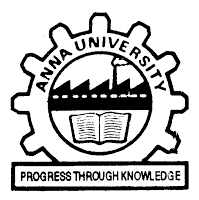 ANNA UNIVERSITY
PROGRESS THROUGH KNOWLEDGE